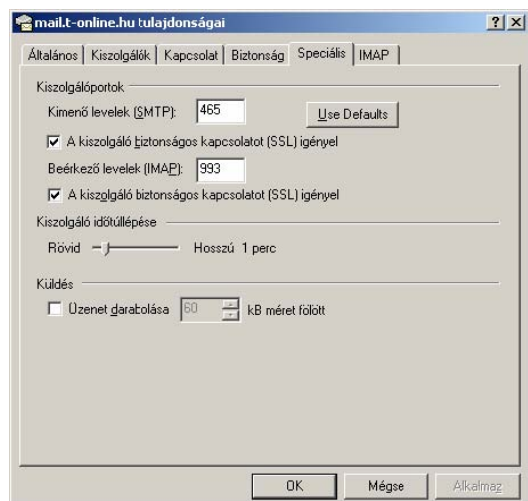 mail.t-online.hu tulajdonságai
Általános Kiszolgálók Kapcsolat Biztonság Speciális IMAP
Kiszolgálóportok
Kimenő levelek (SMTP): 465 Use Defaults
A kiszolgáló biztonságos kapcsolatot (SSL) igényel
Beérkező levelek (IMAP): 993
A kiszolgáló biztonságos kapcsolatot (SSL) igényel
Kiszolgáló időtúllépése
Rövid Hosszú 1 perc
Küldés
Üzenet darabolása 60 kB méret fölött
OK Mégse Alkalmaz